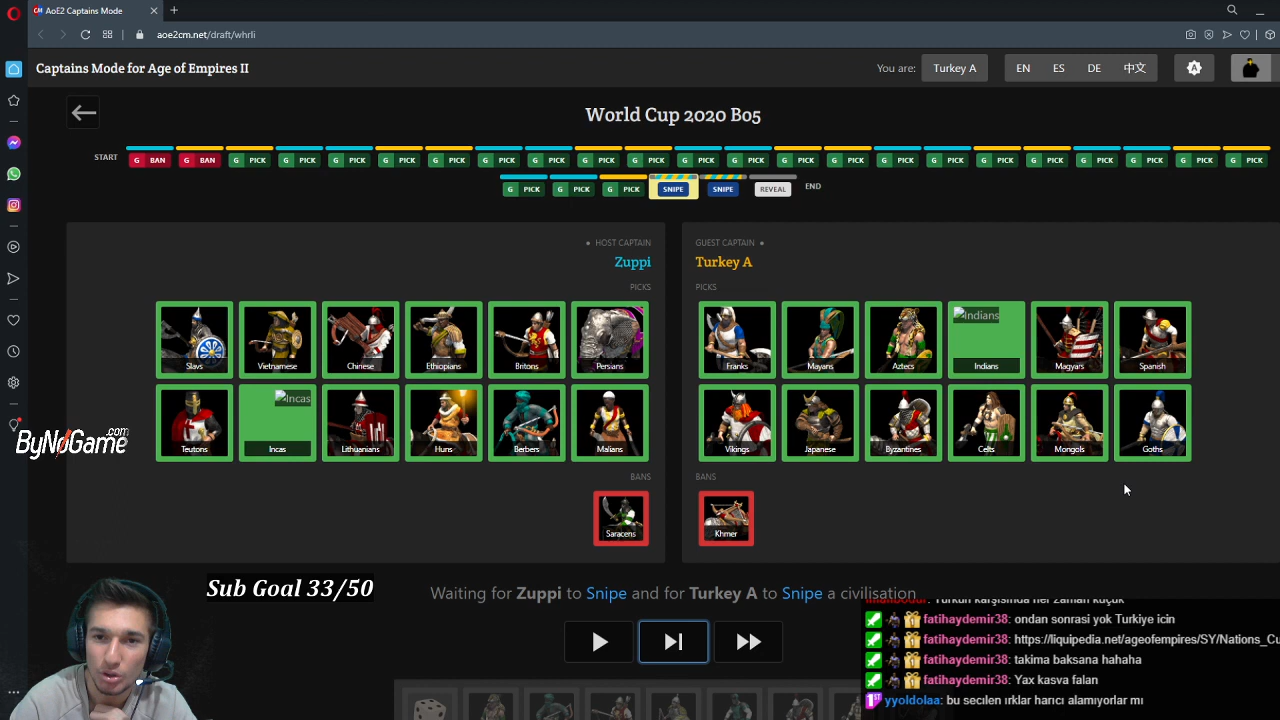 AoE2 Captains Mode
aoe2cm.net/draft/whrli
Captains Mode for Age of Empires II
You are: Turkey A EN ES DE 中文
World Cup 2020 Bo5
START G BAN G BAN G PICK G PICK G PICK G PICK G PICK G PICK G PICK G PICK G PICK G PICK G PICK G PICK G PICK G PICK G PICK G PICK G PICK G PICK G PICK G PICK G PICK
G PICK G PICK G PICK SNIPE SNIPE REVEAL END
HOST CAPTAIN
Zuppi
PICKS
Slavs Vietnamese Chinese Ethiopians Britons Persians
Incas
Teutons Incas Lithuanians Huns Berbers Malians
BANS
Saracens
GUEST CAPTAIN
Turkey A
PICKS
Indians
Franks Mayans Aztecs Indians Magyars Spanish
Vikings Japanese Byzantines Celts Mongols Goths
BANS
Khmer
ByNoGame.com
Sub Goal 33/50
Waiting for Zuppi to Snipe and for Turkey A to Snipe a civilisation
fatihaydemir38: ondan sonrasi yok Turkiye icin
fatihaydemir38: https://liquipedia.net/ageofempires/SY/Nations_Cu
fatihaydemir38: takima baksana hahaha
fatihaydemir38: Yax kasva falan
yyoldolaa: bu secilen ırklar harici alamıyorlar mı